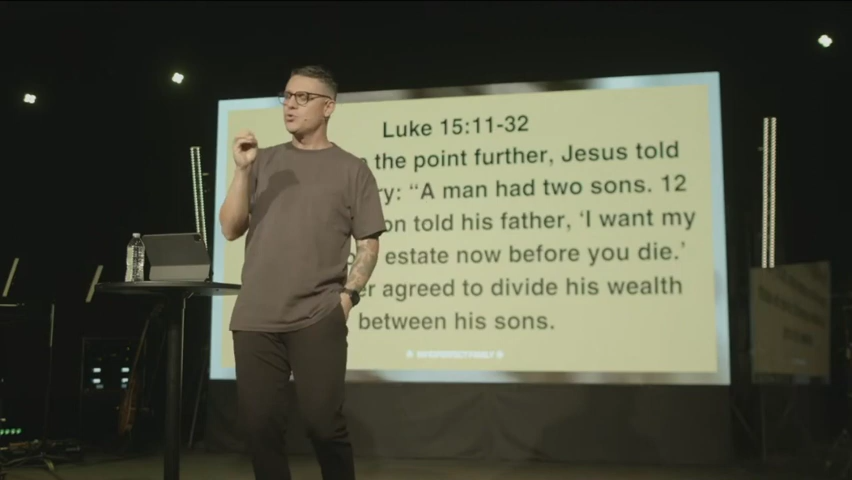 Luke 15:11-32
the point further, Jesus told
ry: “A man had two sons. 12
on told his father, ‘I want my
estate now before you die.’
er agreed to divide his wealth
between his sons.